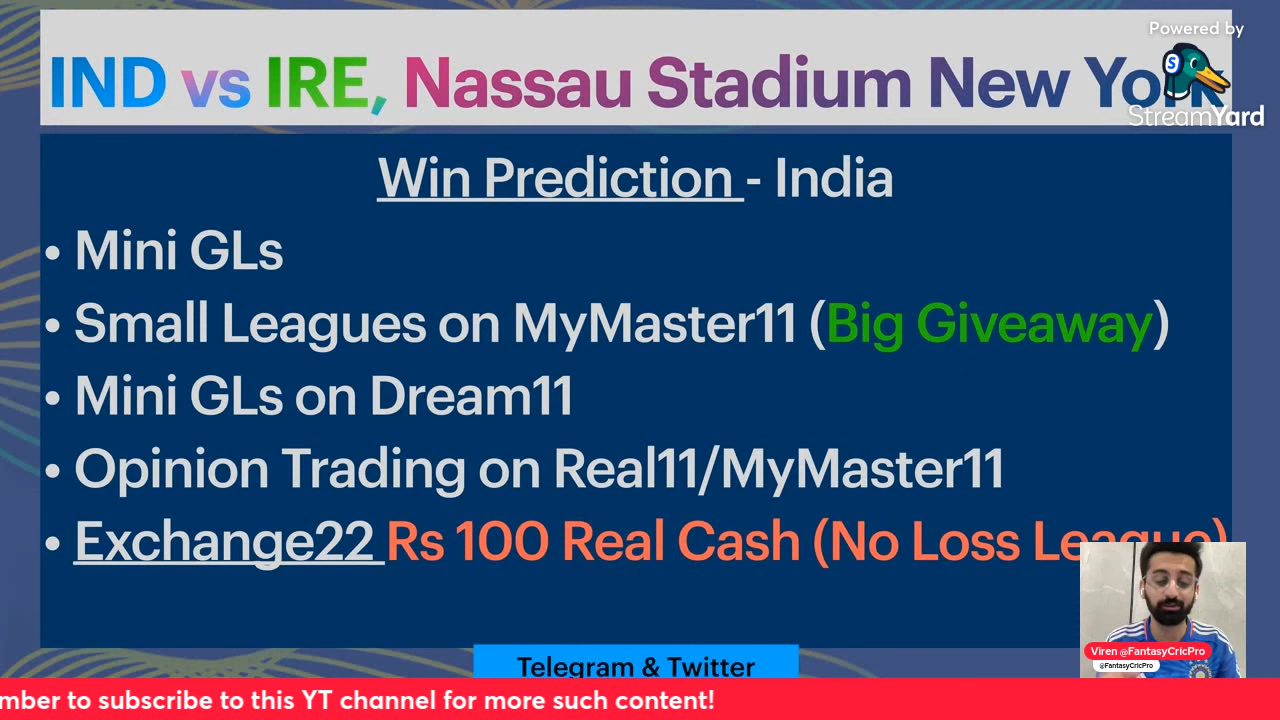 Powered by
IND vs IRE, Nassau Stadium New York
StreamYard
Win Prediction - India
• Mini GLs
• Small Leagues on MyMaster11 (Big Giveaway)
• Mini GLs on Dream11
• Opinion Trading on Real11/MyMaster11
• Exchange22 Rs 100 Real Cash (No Loss League)
Viren @FantasyCricPro
@FantasyCricPro
Telegram & Twitter
mber to subscribe to this YT channel for more such content!